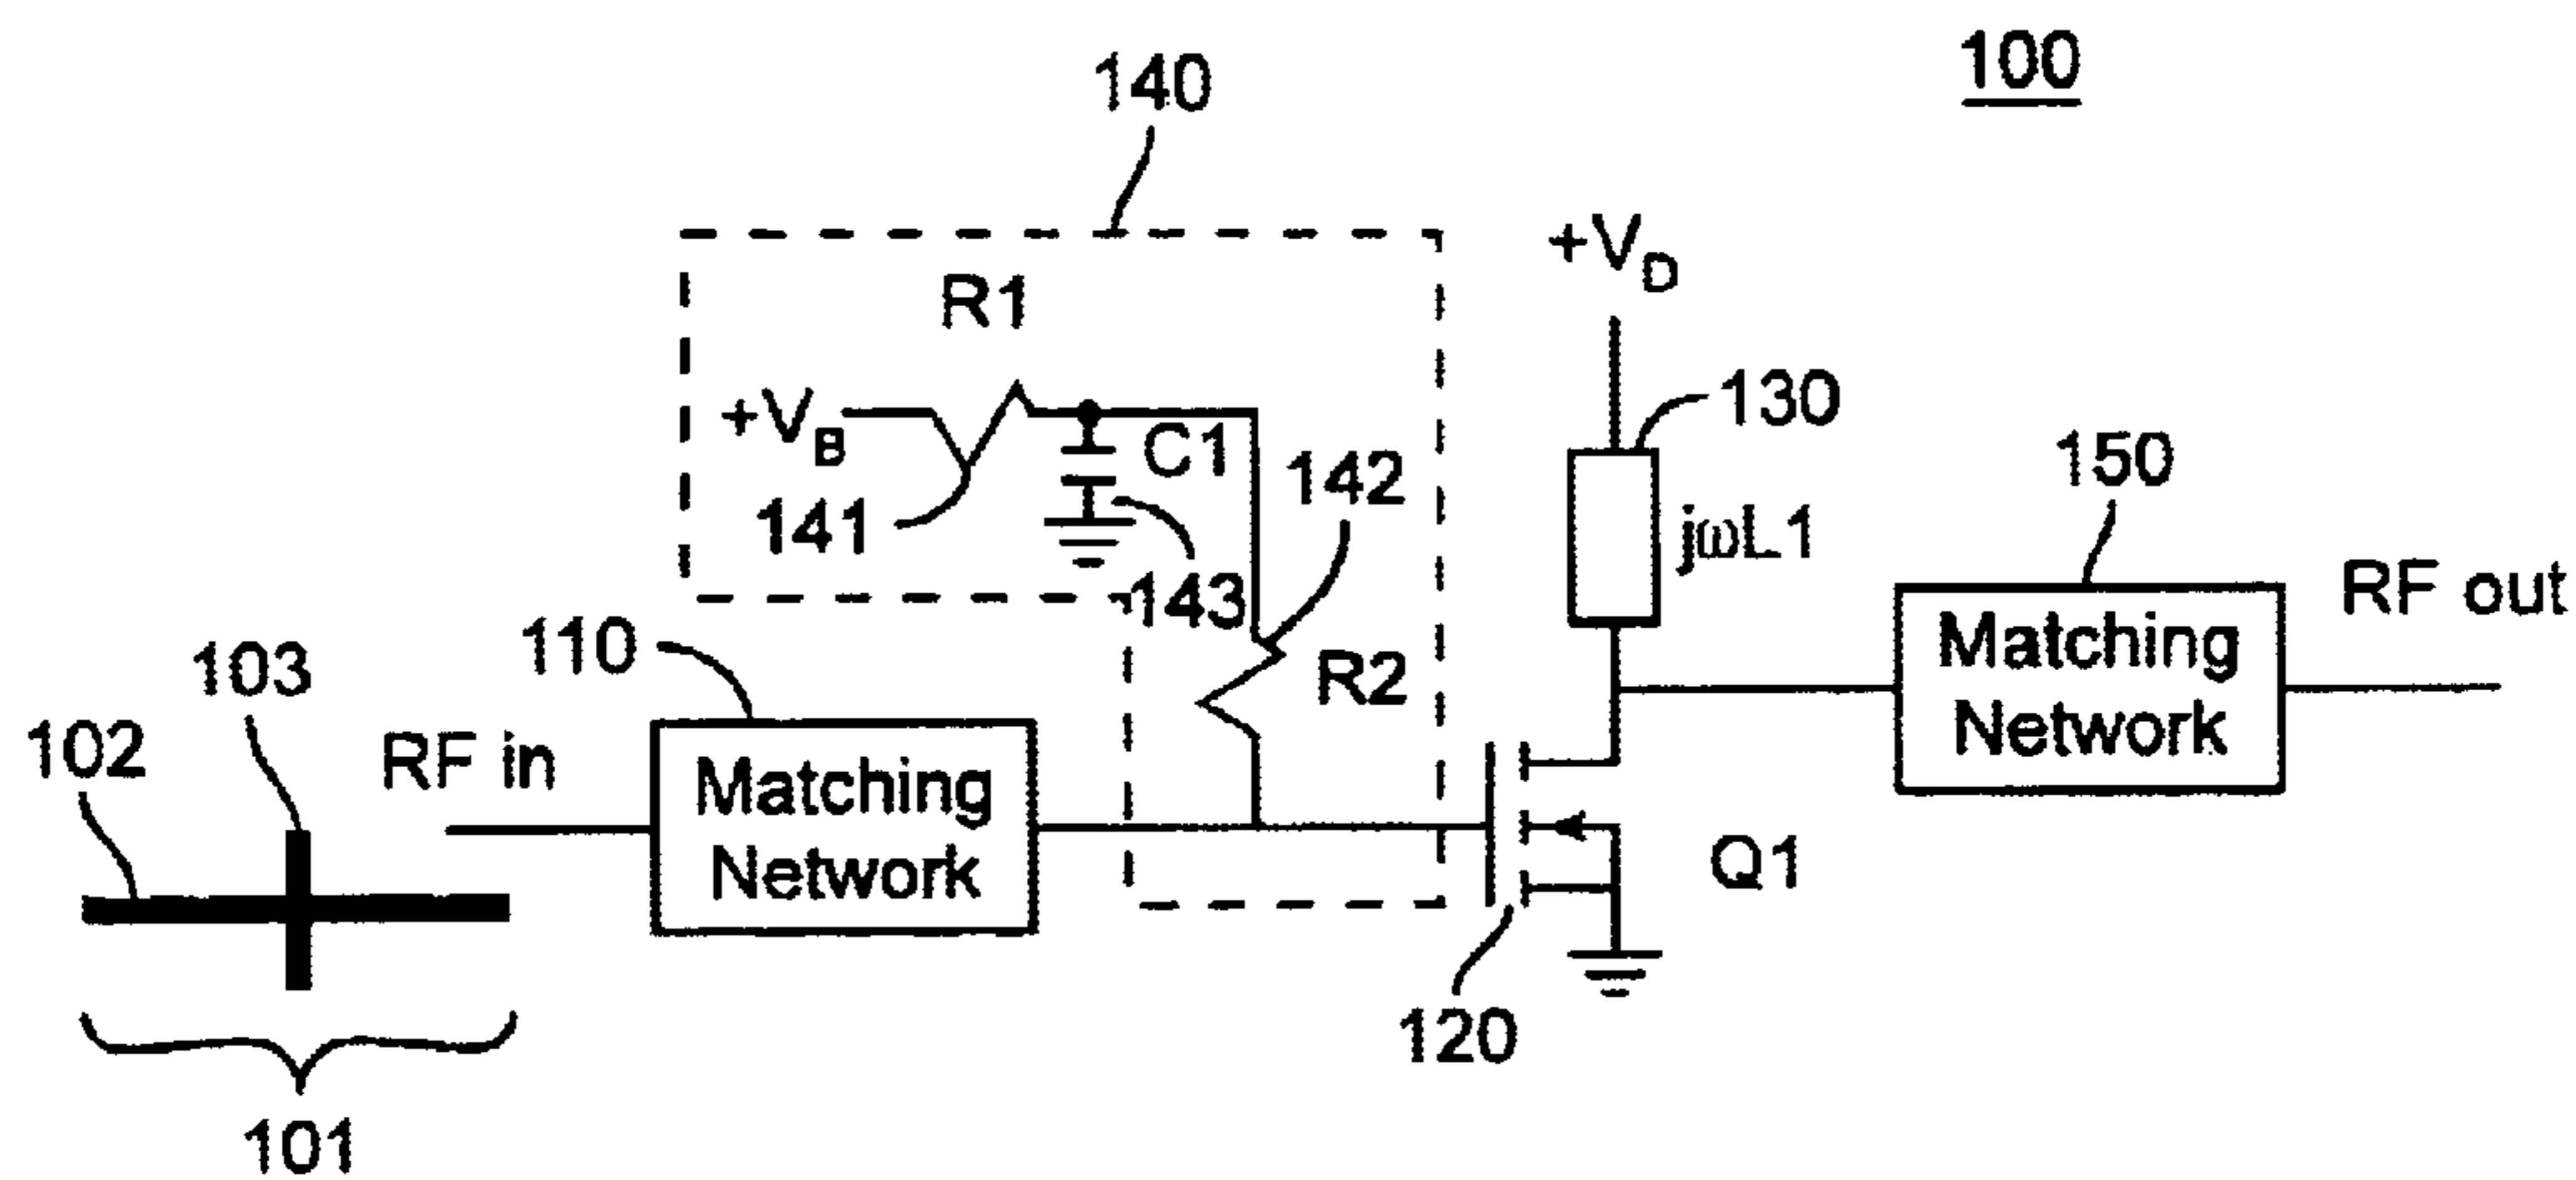 100
140
+VD
R1
130
+VB
C1
142
150
141
jωL1
143
RF out
Matching
Network
110
103
R2
102
RF in
Matching
Network
Q1
120
101